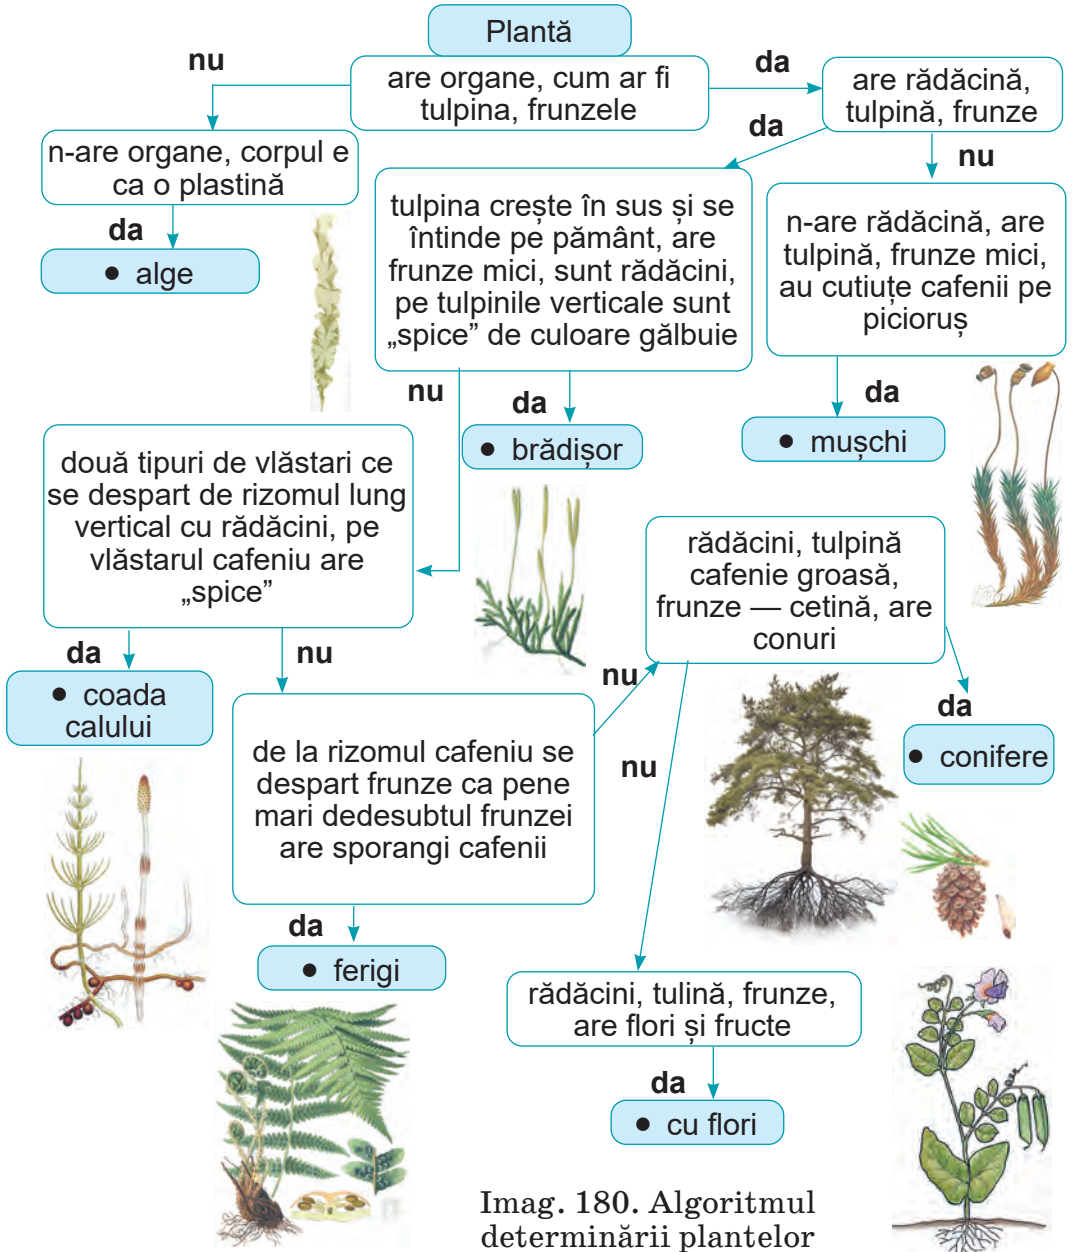 Plantă
nu
are organe, cum ar fi
tulpina, frunzele
da
are rădăcină,
tulpină, frunze
da
nu
n-are organe, corpul e
ca o plastină
da
• alge
tulpina crește în sus și se
întinde pe pământ, are
frunze mici, sunt rădăcini,
pe tulpinile verticale sunt
„spice” de culoare gălbuie
n-are rădăcină, are
tulpină, frunze mici,
au cutiuțe cafenii pe
picioruș
nu
da
da
• brădișor
• mușchi
două tipuri de vlăstari ce
se despart de rizomul lung
vertical cu rădăcini, pe
vlăstarul cafeniu are
„spice”
da
nu
• coada
calului
rădăcini, tulpină
cafenie groasă,
frunze — cetină, are
conuri
nu
da
• conifere
nu
de la rizomul cafeniu se
despart frunze ca pene
mari dedesubtul frunzei
are sporangi cafenii
da
• ferigi
rădăcini, tulină, frunze,
are flori și fructe
da
• cu flori
Imag. 180. Algoritmul
determinării plantelor